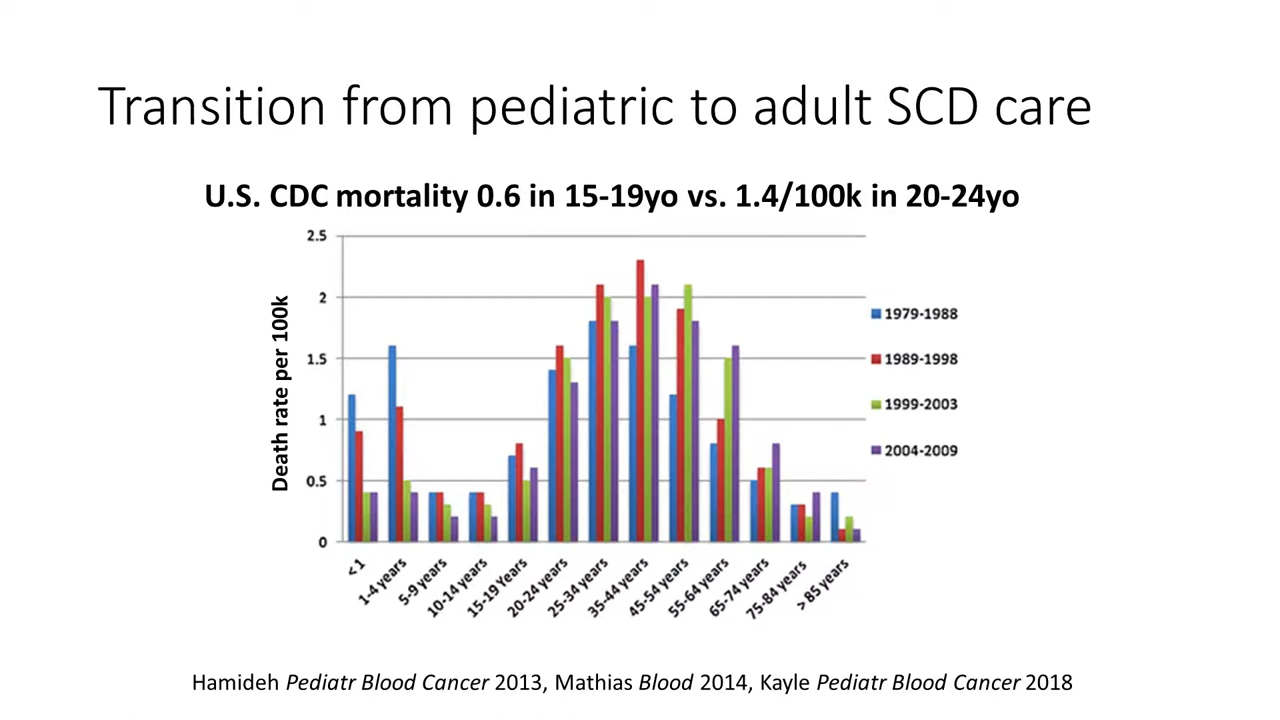 Transition from pediatric to adult SCD care
U.S. CDC mortality 0.6 in 15-19yo vs. 1.4/100k in 20-24yo
Death rate per 100k
2.5
2
1.5
1
0.5
0
< 1
1-4 years
5-9 years
10-14 years
15-19 Years
20-24 years
25-34 years
35-44 years
45-54 years
55-64 years
65-74 years
75-84 years
> 85 years
1979-1988
1989-1998
1999-2003
2004-2009
Hamideh Pediatr Blood Cancer 2013, Mathias Blood 2014, Kayle Pediatr Blood Cancer 2018